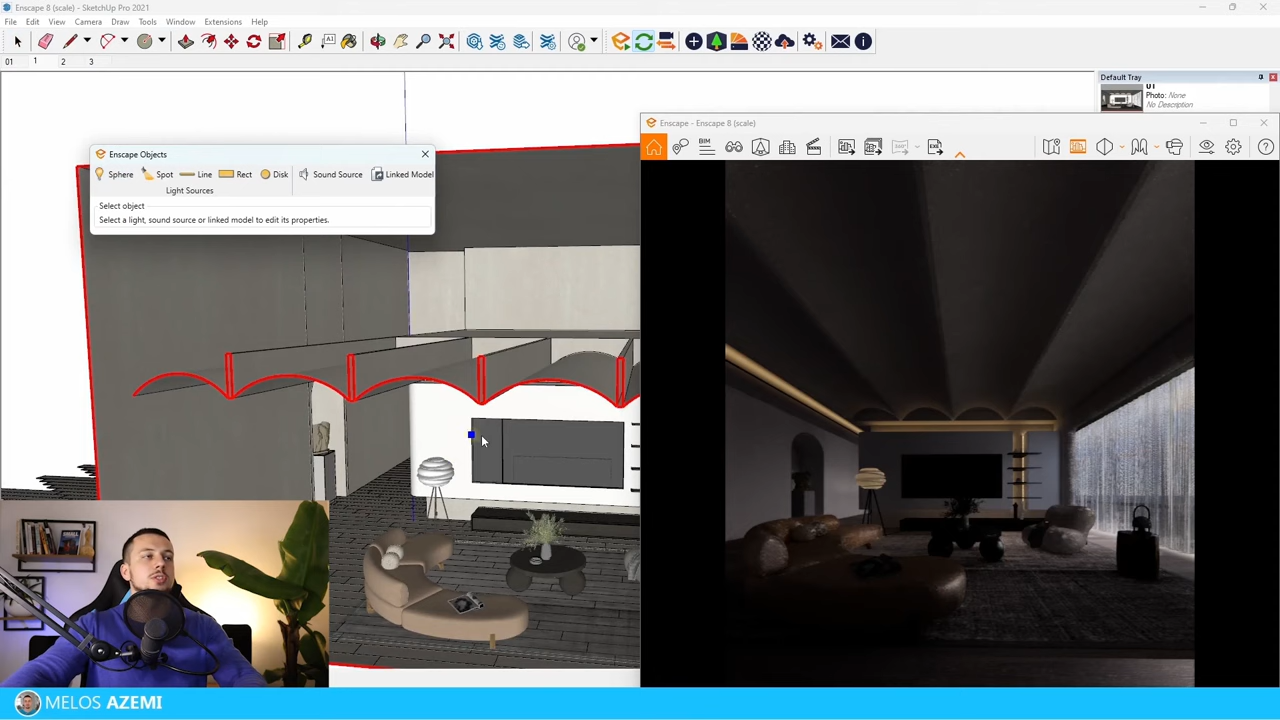 Enscape 8 (scale) - SketchUp Pro 2021
File Edit View Camera Draw Tools Window Extensions Help
01 1 2 3
Default Tray
01
Photo: None
No Description
Enscape - Enscape 8 (scale)
BIM
Enscape Objects
Sphere Spot Line Rect Disk Sound Source Linked Model
Light Sources
Select object
Select a light, sound source or linked model to edit its properties.
MELOS AZEMI